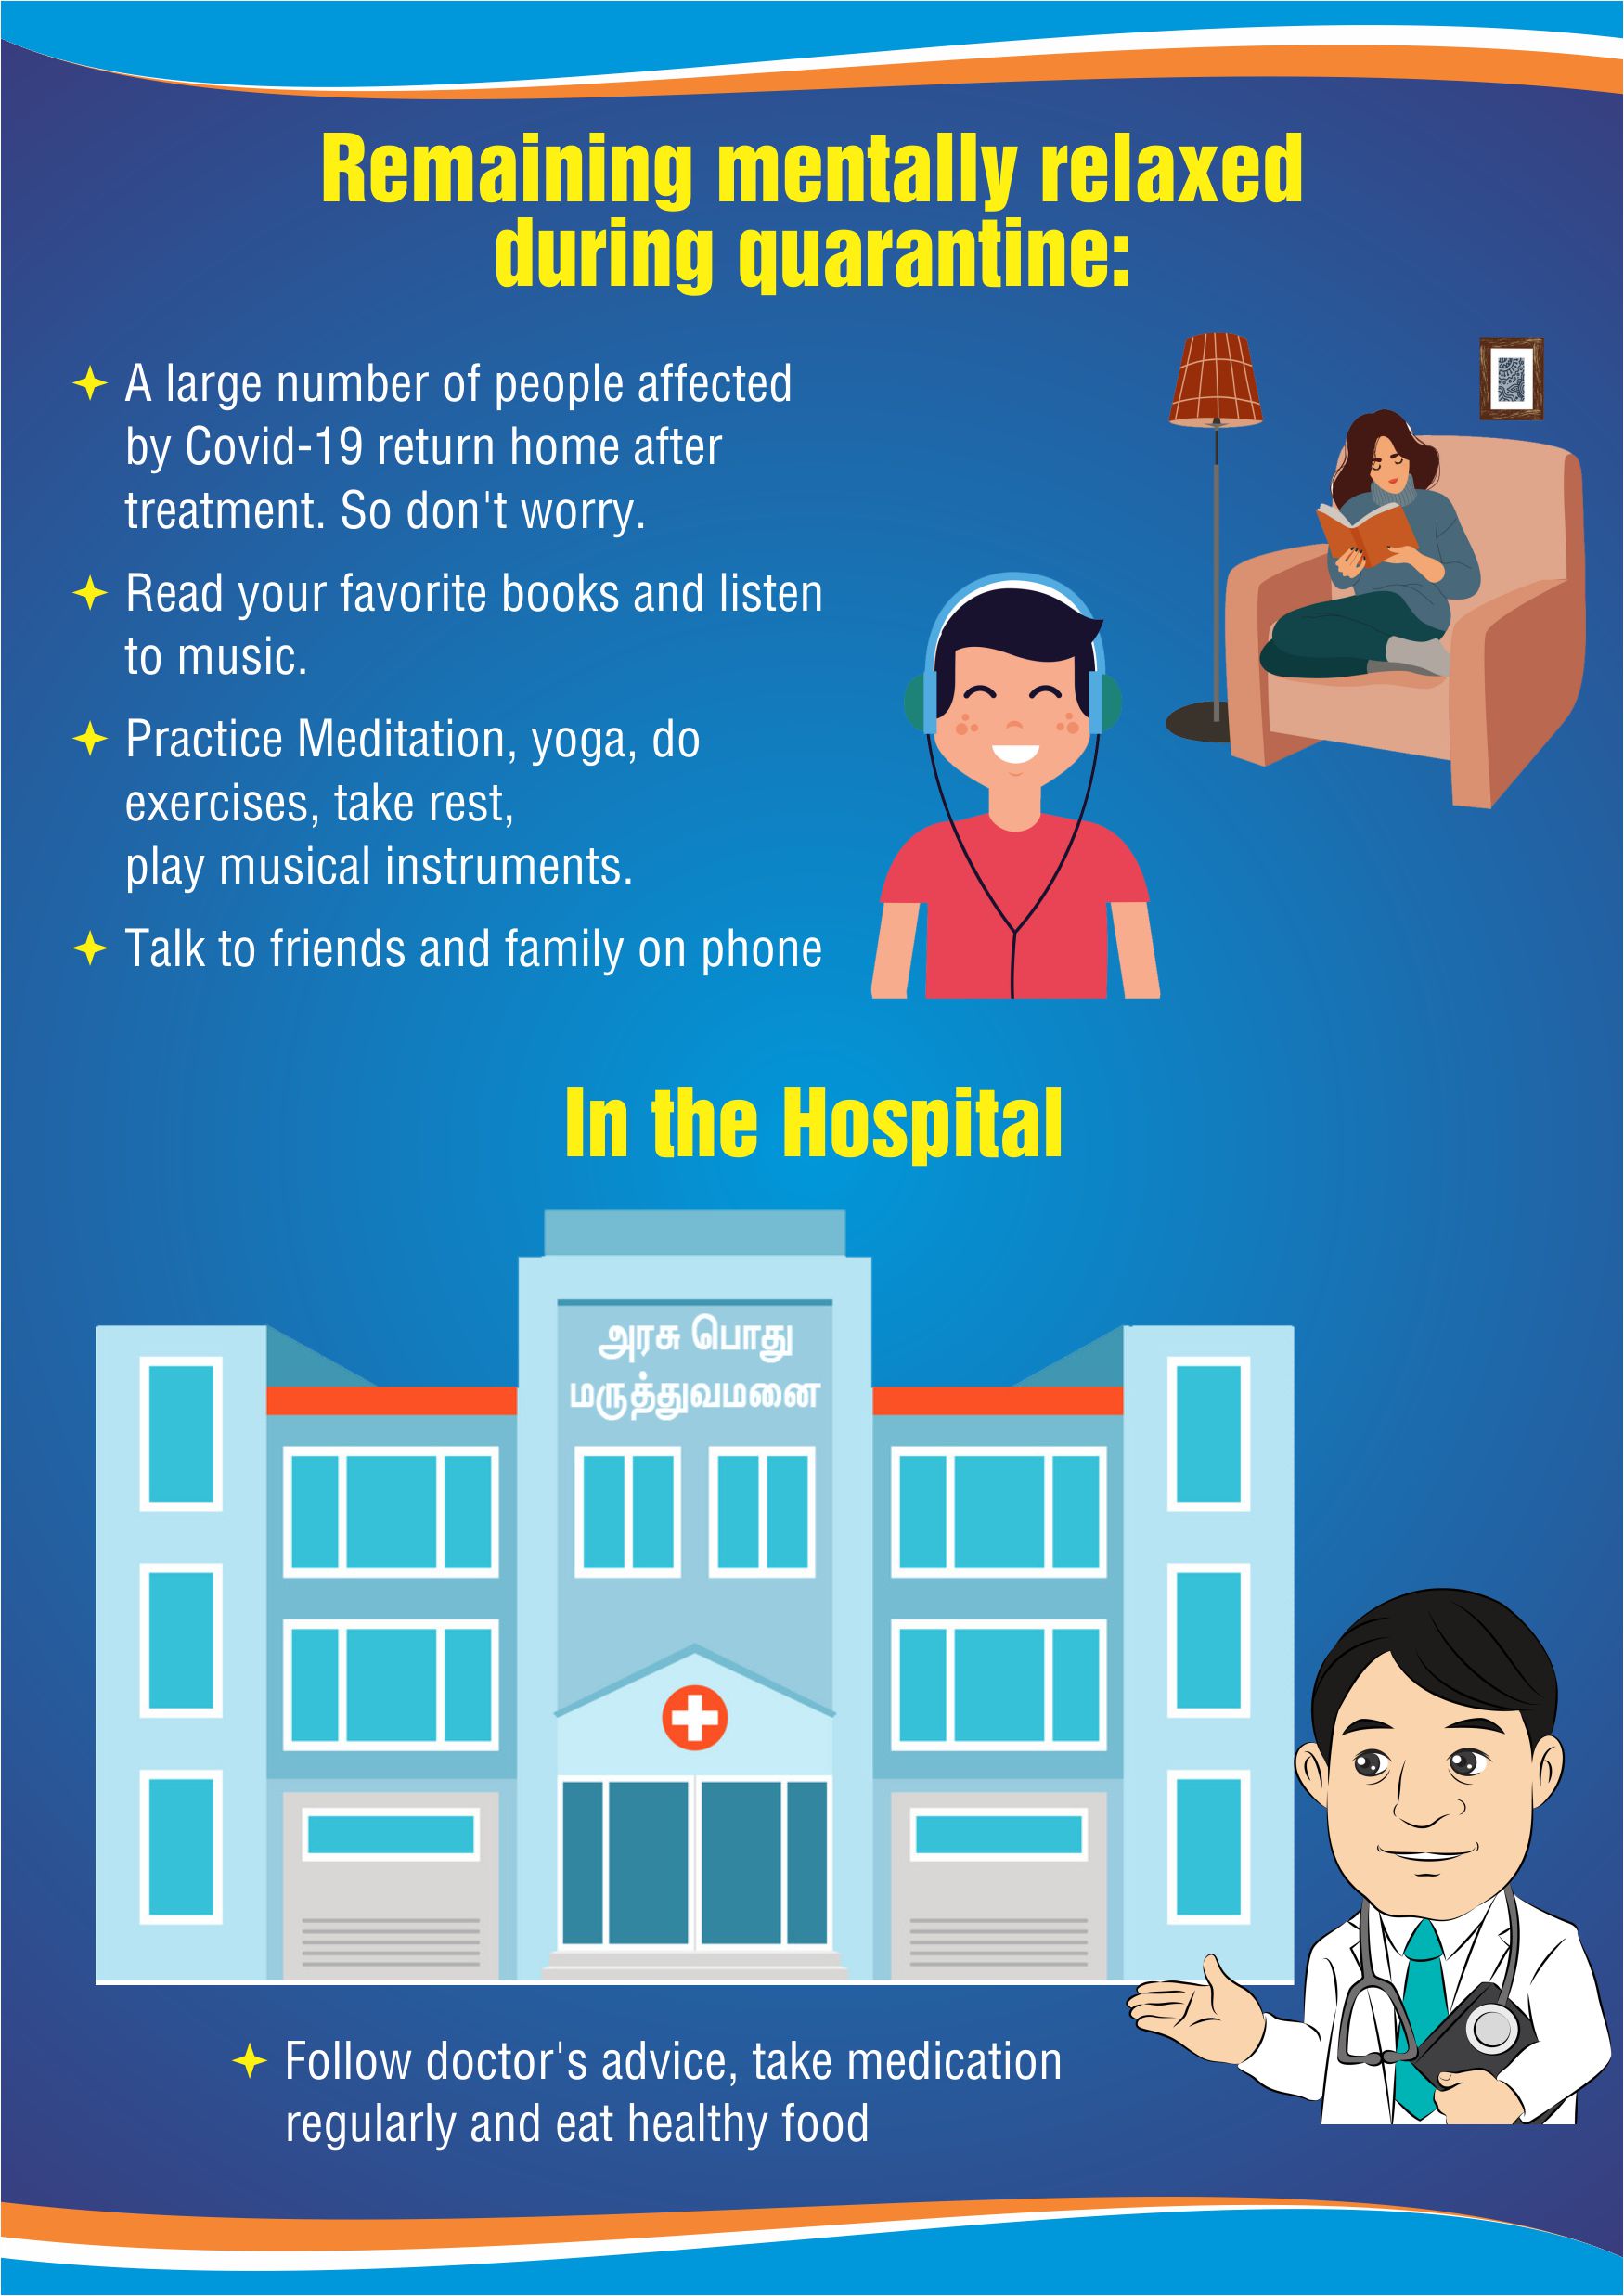 Remaining mentally relaxed
during quarantine:
A large number of people affected
by Covid-19 return home after
treatment. So don't worry.
Read your favorite books and listen
to music.
Practice Meditation, yoga, do
exercises, take rest,
play musical instruments.
Talk to friends and family on phone
In the Hospital
அரசு பொது
மருத்துவமனை
Follow doctor's advice, take medication
regularly and eat healthy food